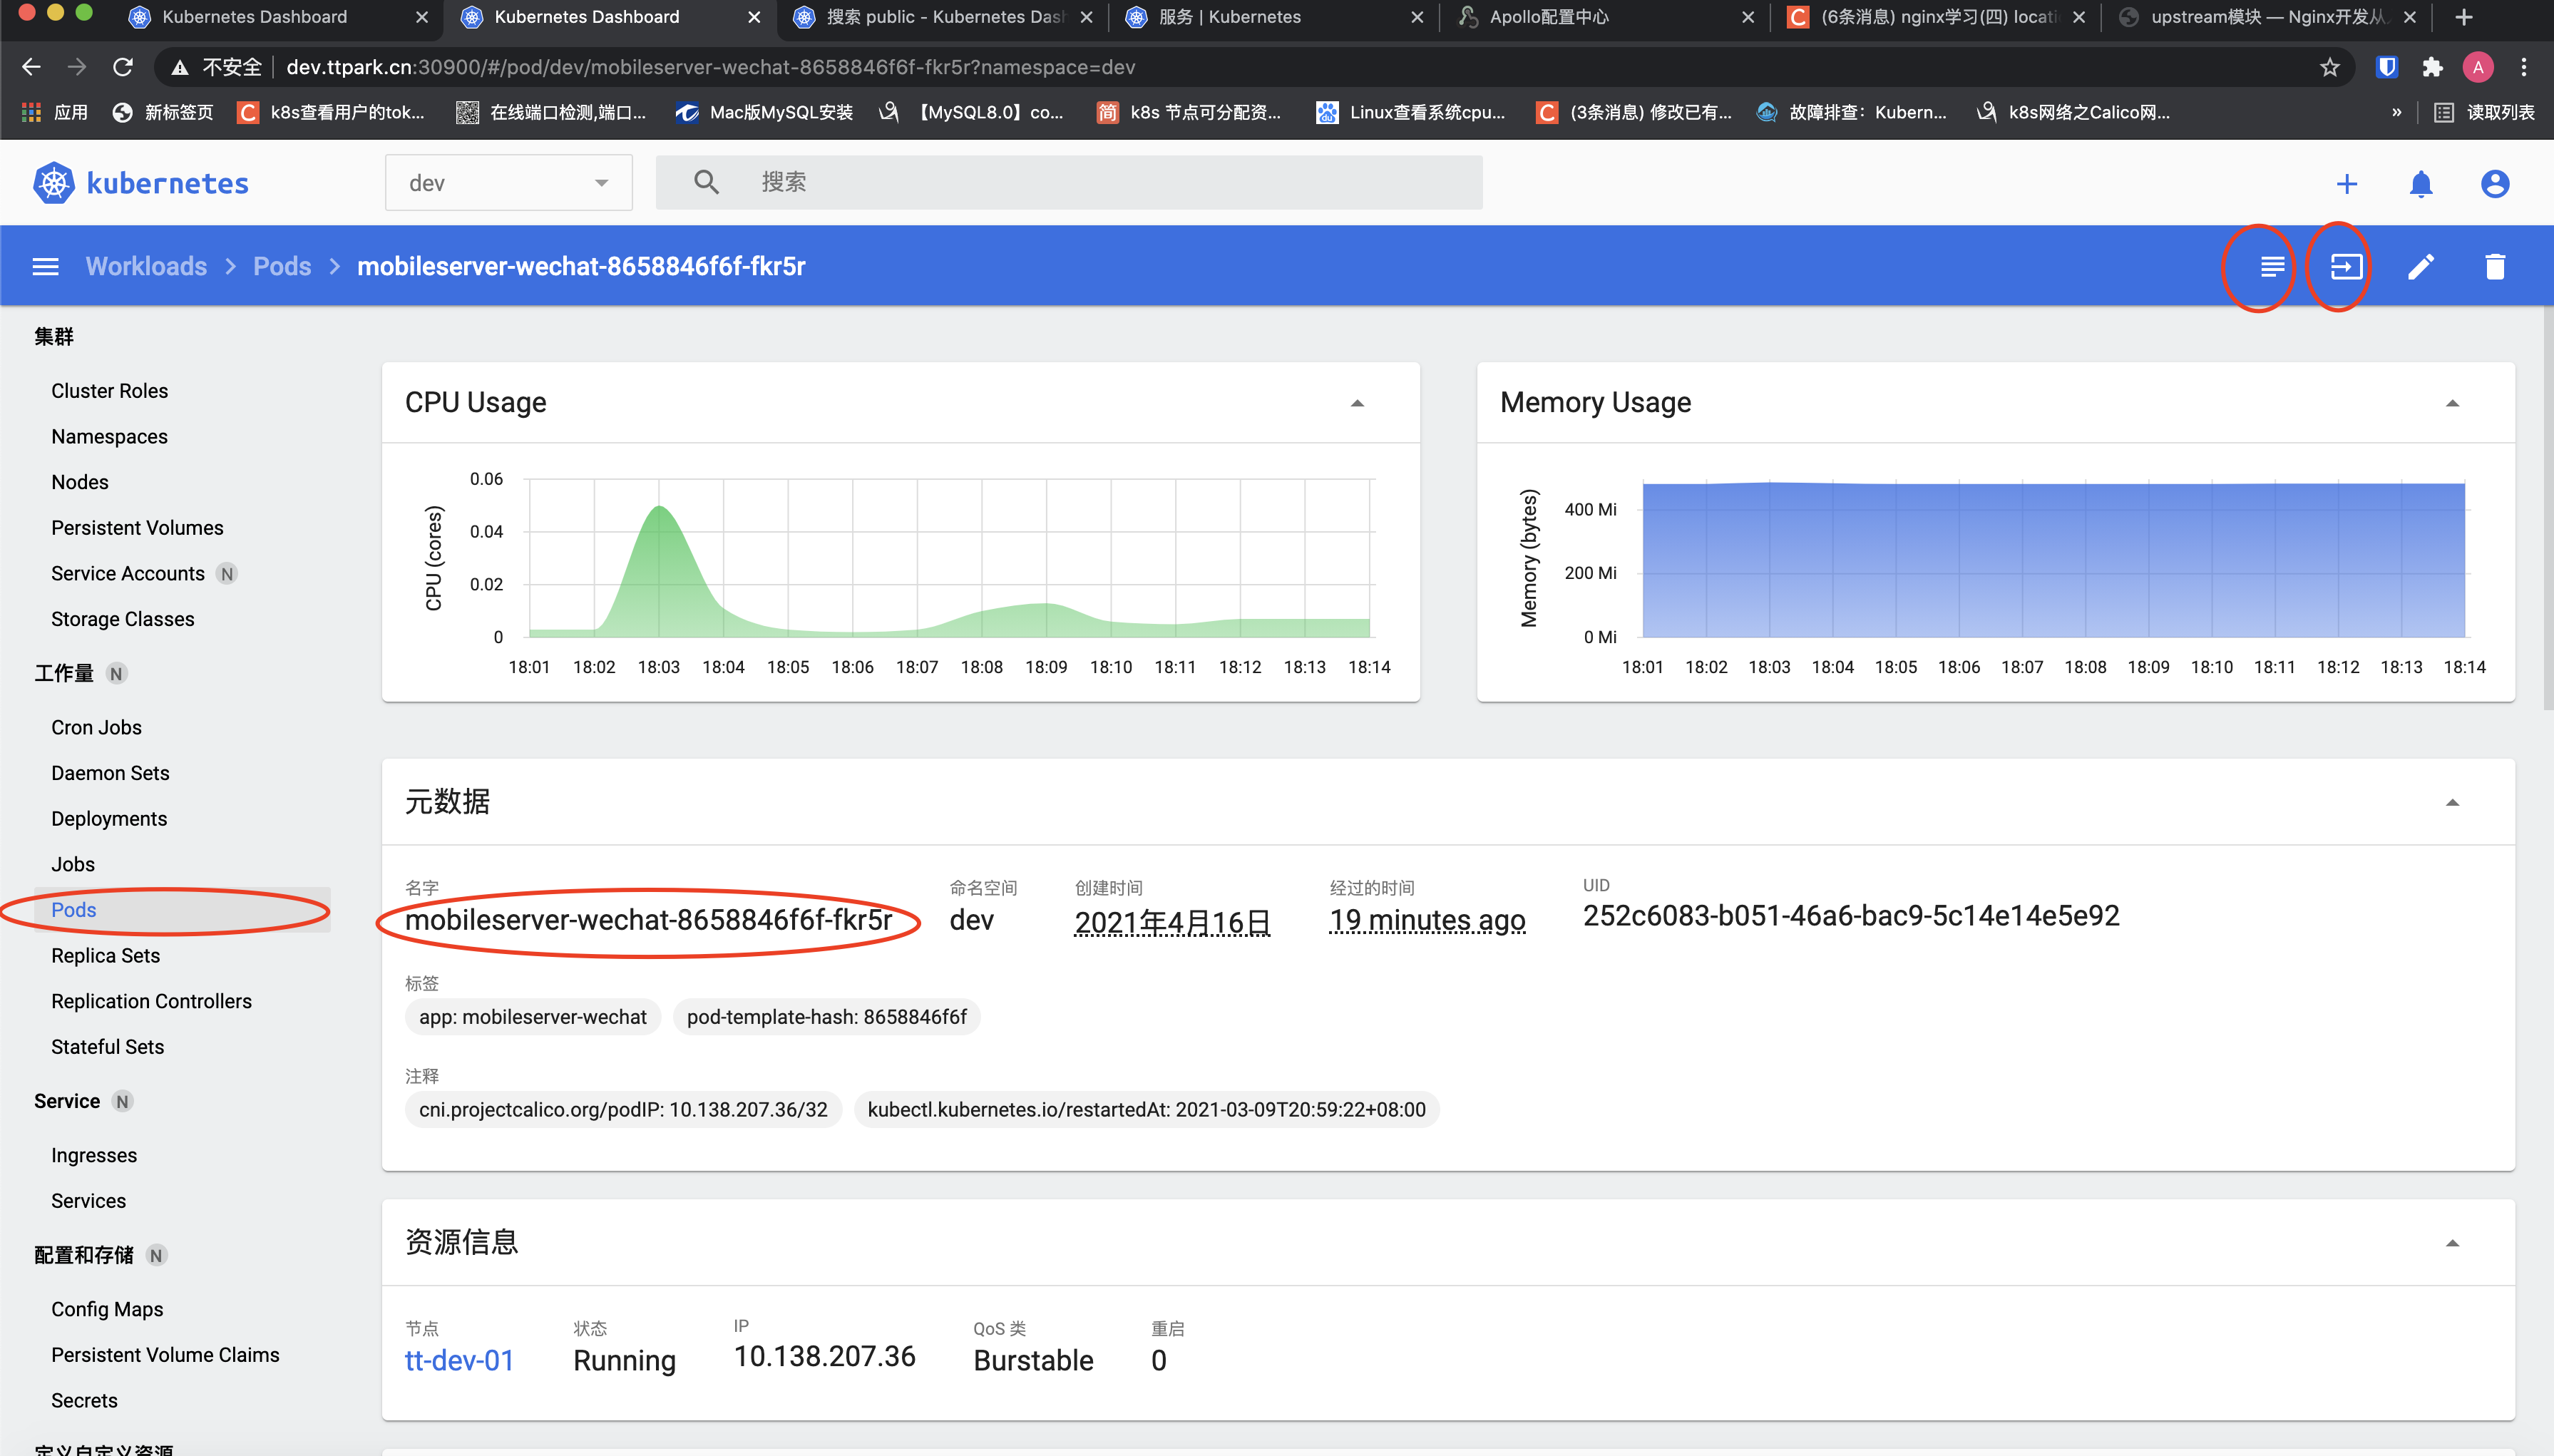 Kubernetes Dashboard
Kubernetes Dashboard
搜索 public - Kubernetes Dash
服务 | Kubernetes
Apollo配置中心
(6条消息) nginx学习(四) locati
upstream模块 — Nginx开发从
不安全 dev.ttpark.cn:30900/#/pod/dev/mobileserver-wechat-8658846f6f-fkr5r?namespace=dev
A
应用 新标签页 k8s查看用户的tok... 在线端口检测,端口... Mac版MySQL安装 【MySQL8.0】co... 简 k8s 节点可分配资... Linux查看系统cpu... (3条消息) 修改已有... 故障排查：Kubern... k8s网络之Calico网... » 读取列表
kubernetes
dev
搜索
Workloads > Pods > mobileserver-wechat-8658846f6f-fkr5r
集群
Cluster Roles
Namespaces
Nodes
Persistent Volumes
Service Accounts N
Storage Classes
工作量 N
Cron Jobs
Daemon Sets
Deployments
Jobs
Pods
Replica Sets
Replication Controllers
Stateful Sets
Service N
Ingresses
Services
配置和存储 N
Config Maps
Persistent Volume Claims
Secrets
定义自定义资源
CPU Usage
CPU (cores)
0.06
0.04
0.02
0
18:01 18:02 18:03 18:04 18:05 18:06 18:07 18:08 18:09 18:10 18:11 18:12 18:13 18:14
Memory Usage
Memory (bytes)
400 Mi
200 Mi
0 Mi
18:01 18:02 18:03 18:04 18:05 18:06 18:07 18:08 18:09 18:10 18:11 18:12 18:13 18:14
元数据
名字 命名空间 创建时间 经过的时间 UID
mobileserver-wechat-8658846f6f-fkr5r dev 2021年4月16日 19 minutes ago 252c6083-b051-46a6-bac9-5c14e14e5e92
标签
app: mobileserver-wechat pod-template-hash: 8658846f6f
注释
cni.projectcalico.org/podIP: 10.138.207.36/32 kubectl.kubernetes.io/restartedAt: 2021-03-09T20:59:22+08:00
资源信息
节点 状态 IP QoS 类 重启
tt-dev-01 Running 10.138.207.36 Burstable 0